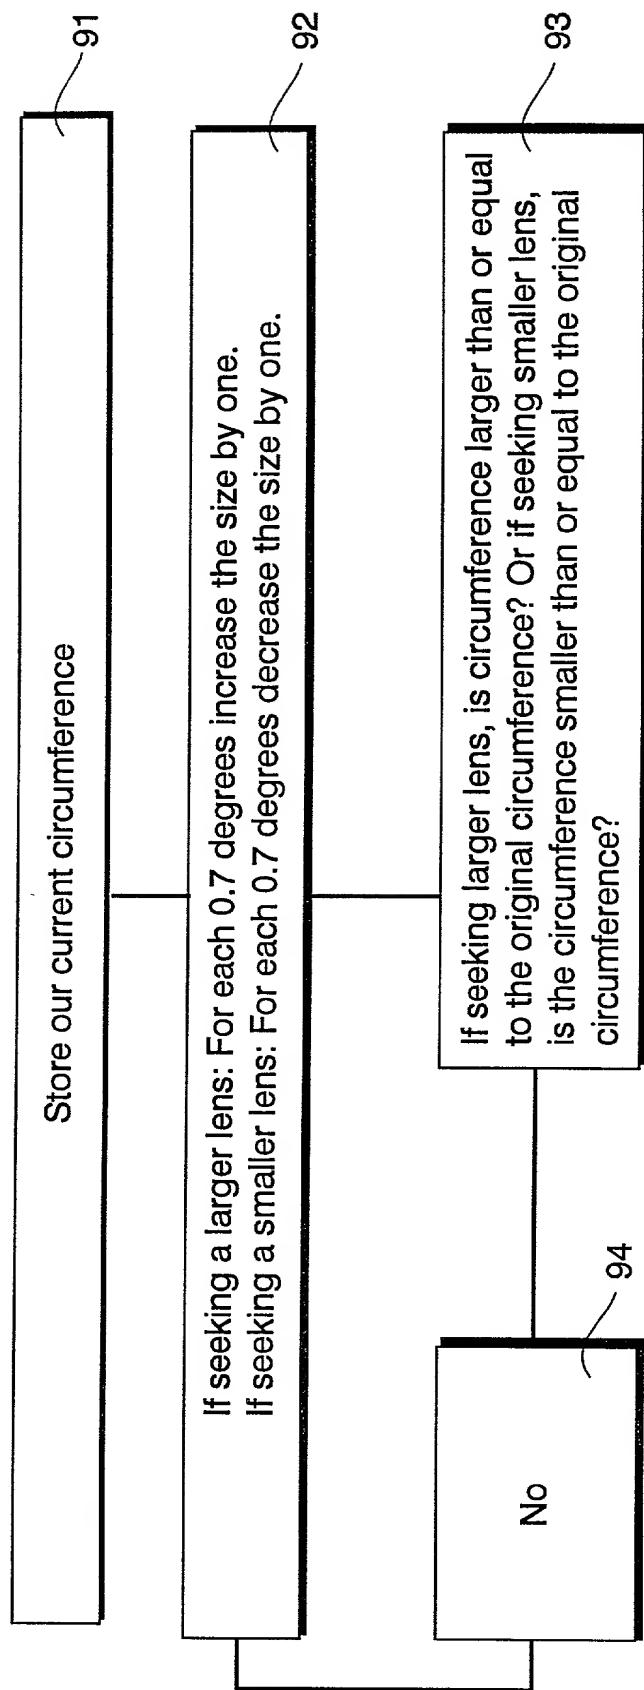 Store our current circumference
91
If seeking a larger lens: For each 0.7 degrees increase the size by one.
If seeking a smaller lens: For each 0.7 degrees decrease the size by one.
92
If seeking larger lens, is circumference larger than or equal
to the original circumference? Or if seeking smaller lens,
is the circumference smaller than or equal to the original
circumference?
93
No
94